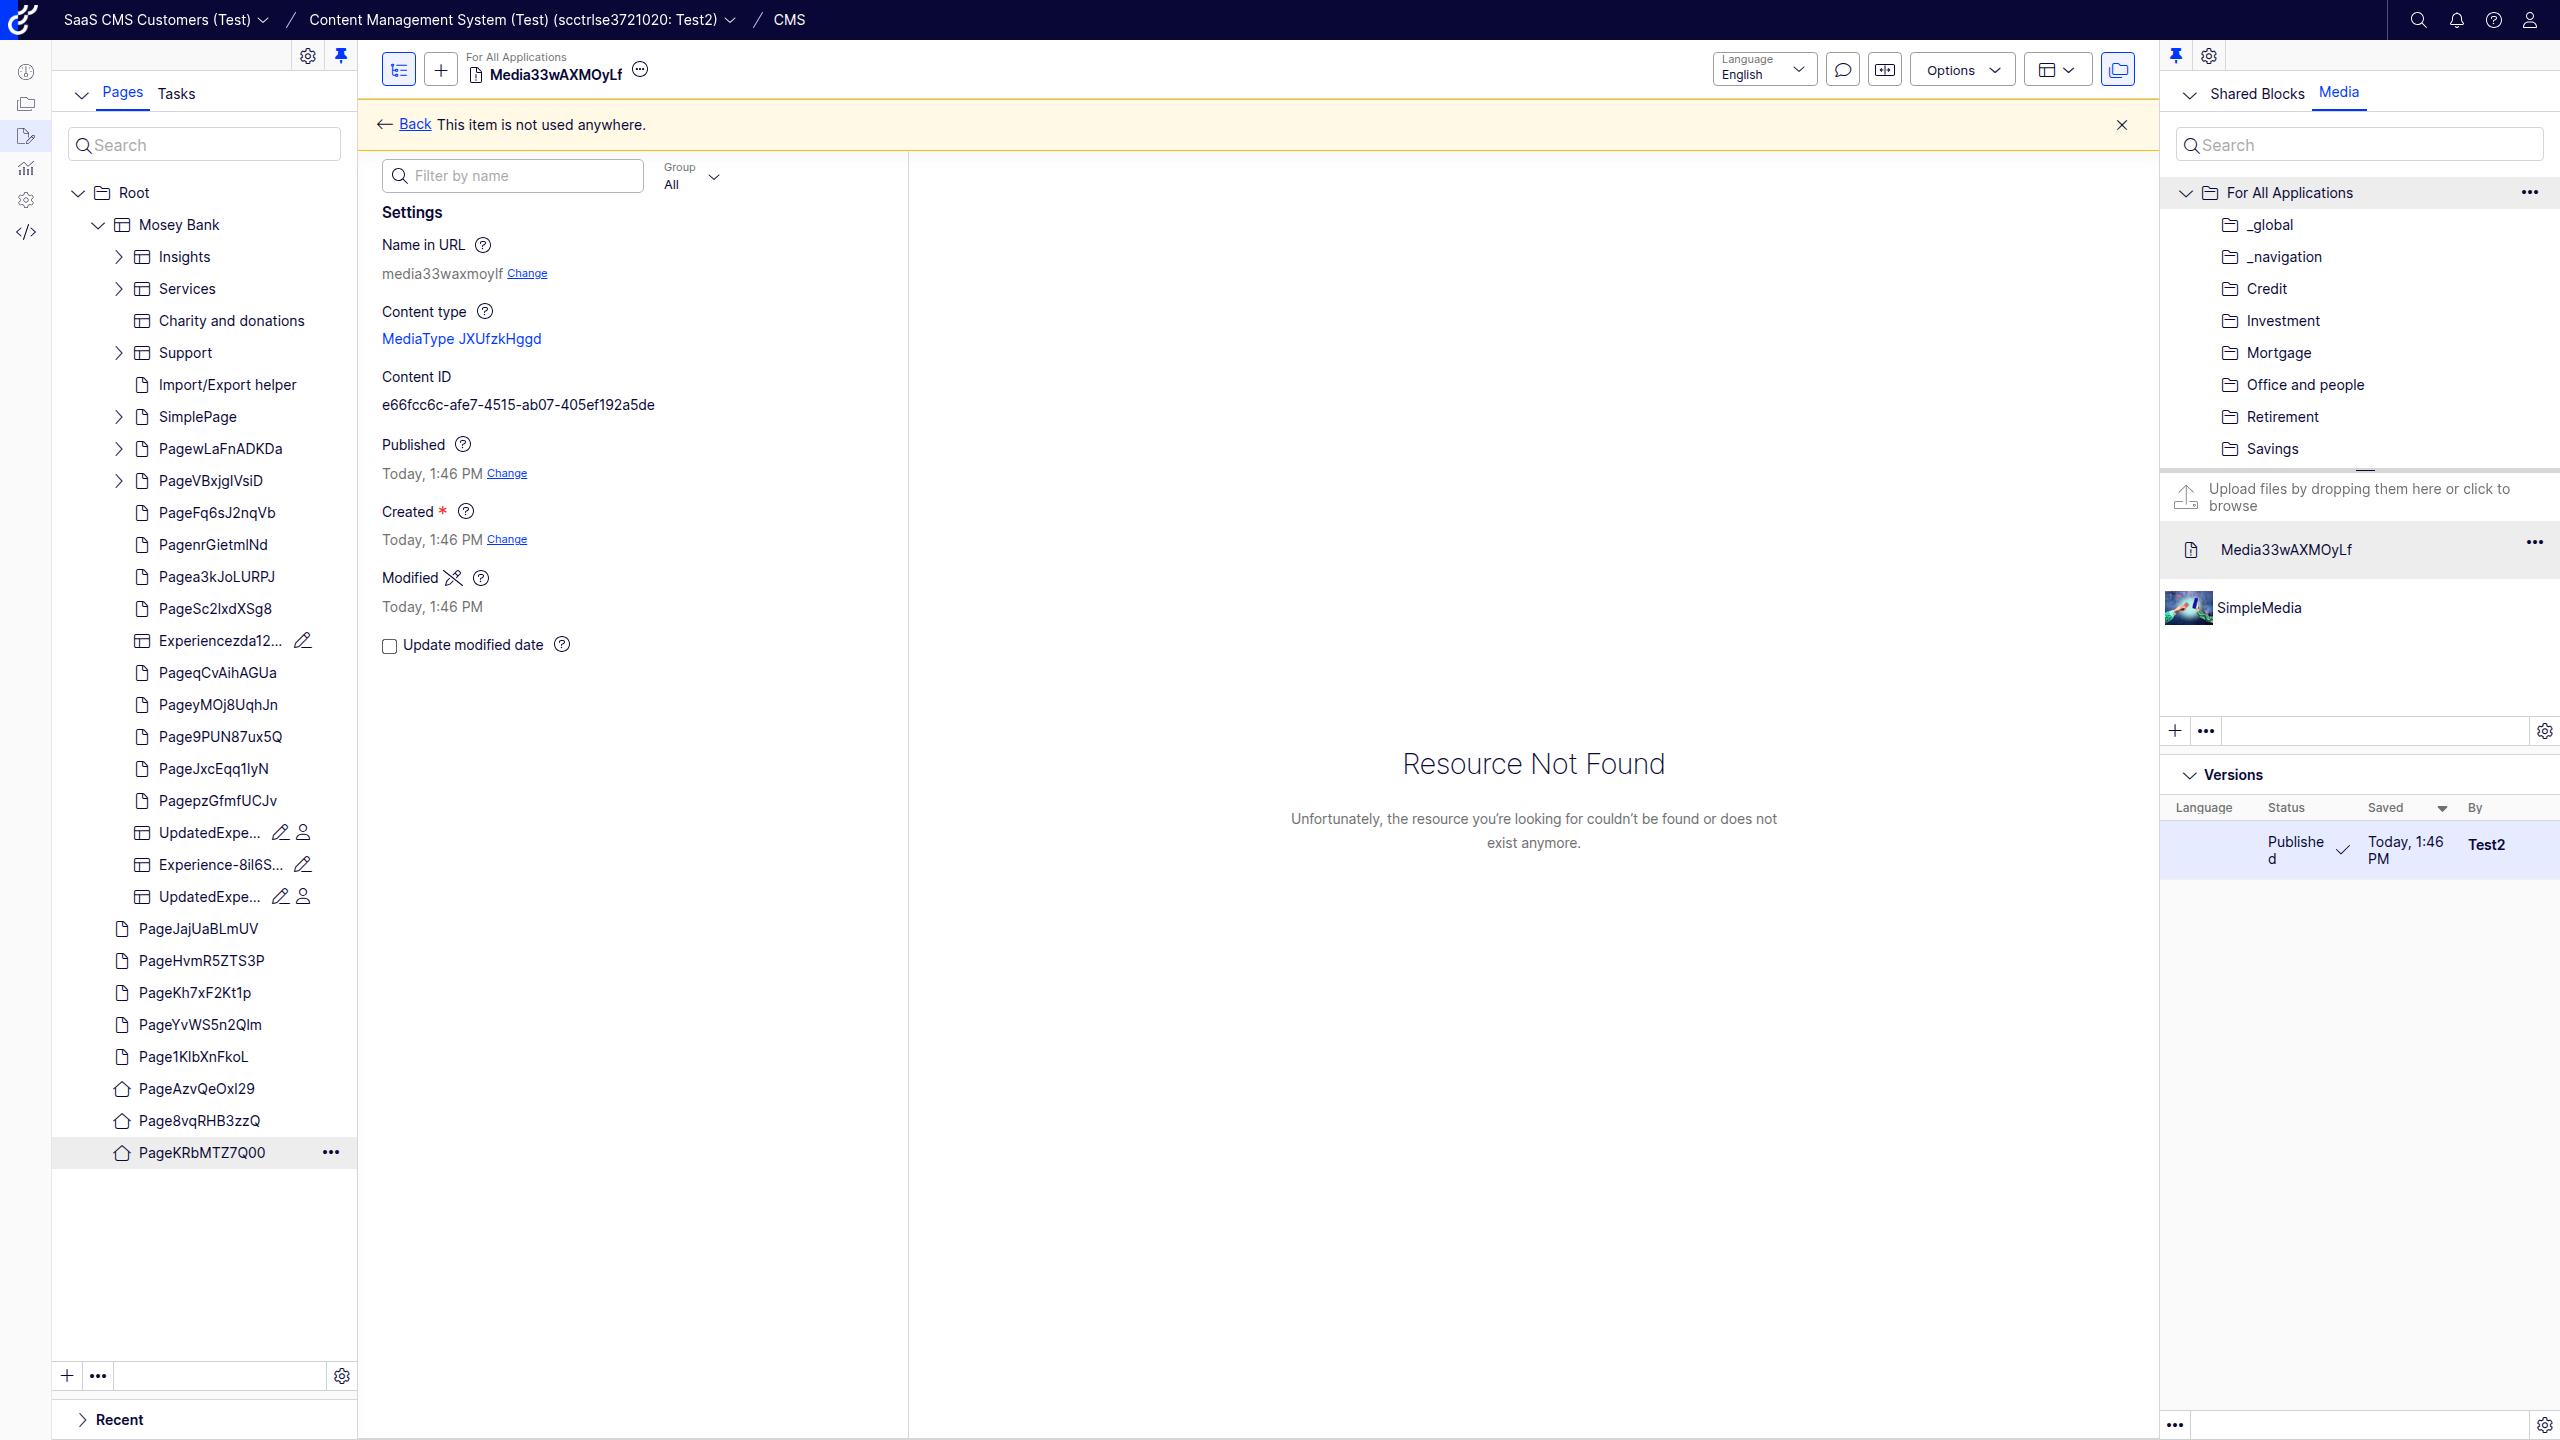 SaaS CMS Customers (Test)
Content Management System (Test) (scctrlse3721020: Test2)
CMS
Pages
Tasks
Search
Root
Mosey Bank
Insights
Services
Charity and donations
Support
Import/Export helper
SimplePage
PagewLaFnADKDa
PageVBxjglVsiD
PageFq6sJ2nqVb
PagenrGietmlNd
Pagea3kJoLURPJ
PageSc2lxdXSg8
Experiencezda12...
PageqCvAihAGUa
PageyMOj8UqhJn
Page9PUN87ux5Q
PageJxcEqq1lyN
PagepzGfmfUCJv
UpdatedExpe...
Experience-8il6S...
UpdatedExpe...
PageJajUaBLmUV
PageHvmR5ZTS3P
PageKh7xF2Kt1p
PageYvWS5n2Qlm
Page1KlbXnFkoL
PageAzvQeOxl29
Page8vqRHB3zzQ
PageKRbMTZ7Q00
Recent
For All Applications
Media33wAXMOyLf
Language
English
Options
Back This item is not used anywhere.
Filter by name
Group
All
Settings
Name in URL
media33waxmoylf Change
Content type
MediaType JXUfzkHggd
Content ID
e66fcc6c-afe7-4515-ab07-405ef192a5de
Published
Today, 1:46 PM Change
Created *
Today, 1:46 PM Change
Modified
Today, 1:46 PM
Update modified date
Resource Not Found
Unfortunately, the resource you're looking for couldn't be found or does not
exist anymore.
Shared Blocks
Media
Search
For All Applications
_global
_navigation
Credit
Investment
Mortgage
Office and people
Retirement
Savings
Upload files by dropping them here or click to
browse
Media33wAXMOyLf
SimpleMedia
Versions
Language Status Saved By
Publishe
d
Today, 1:46
PM
Test2